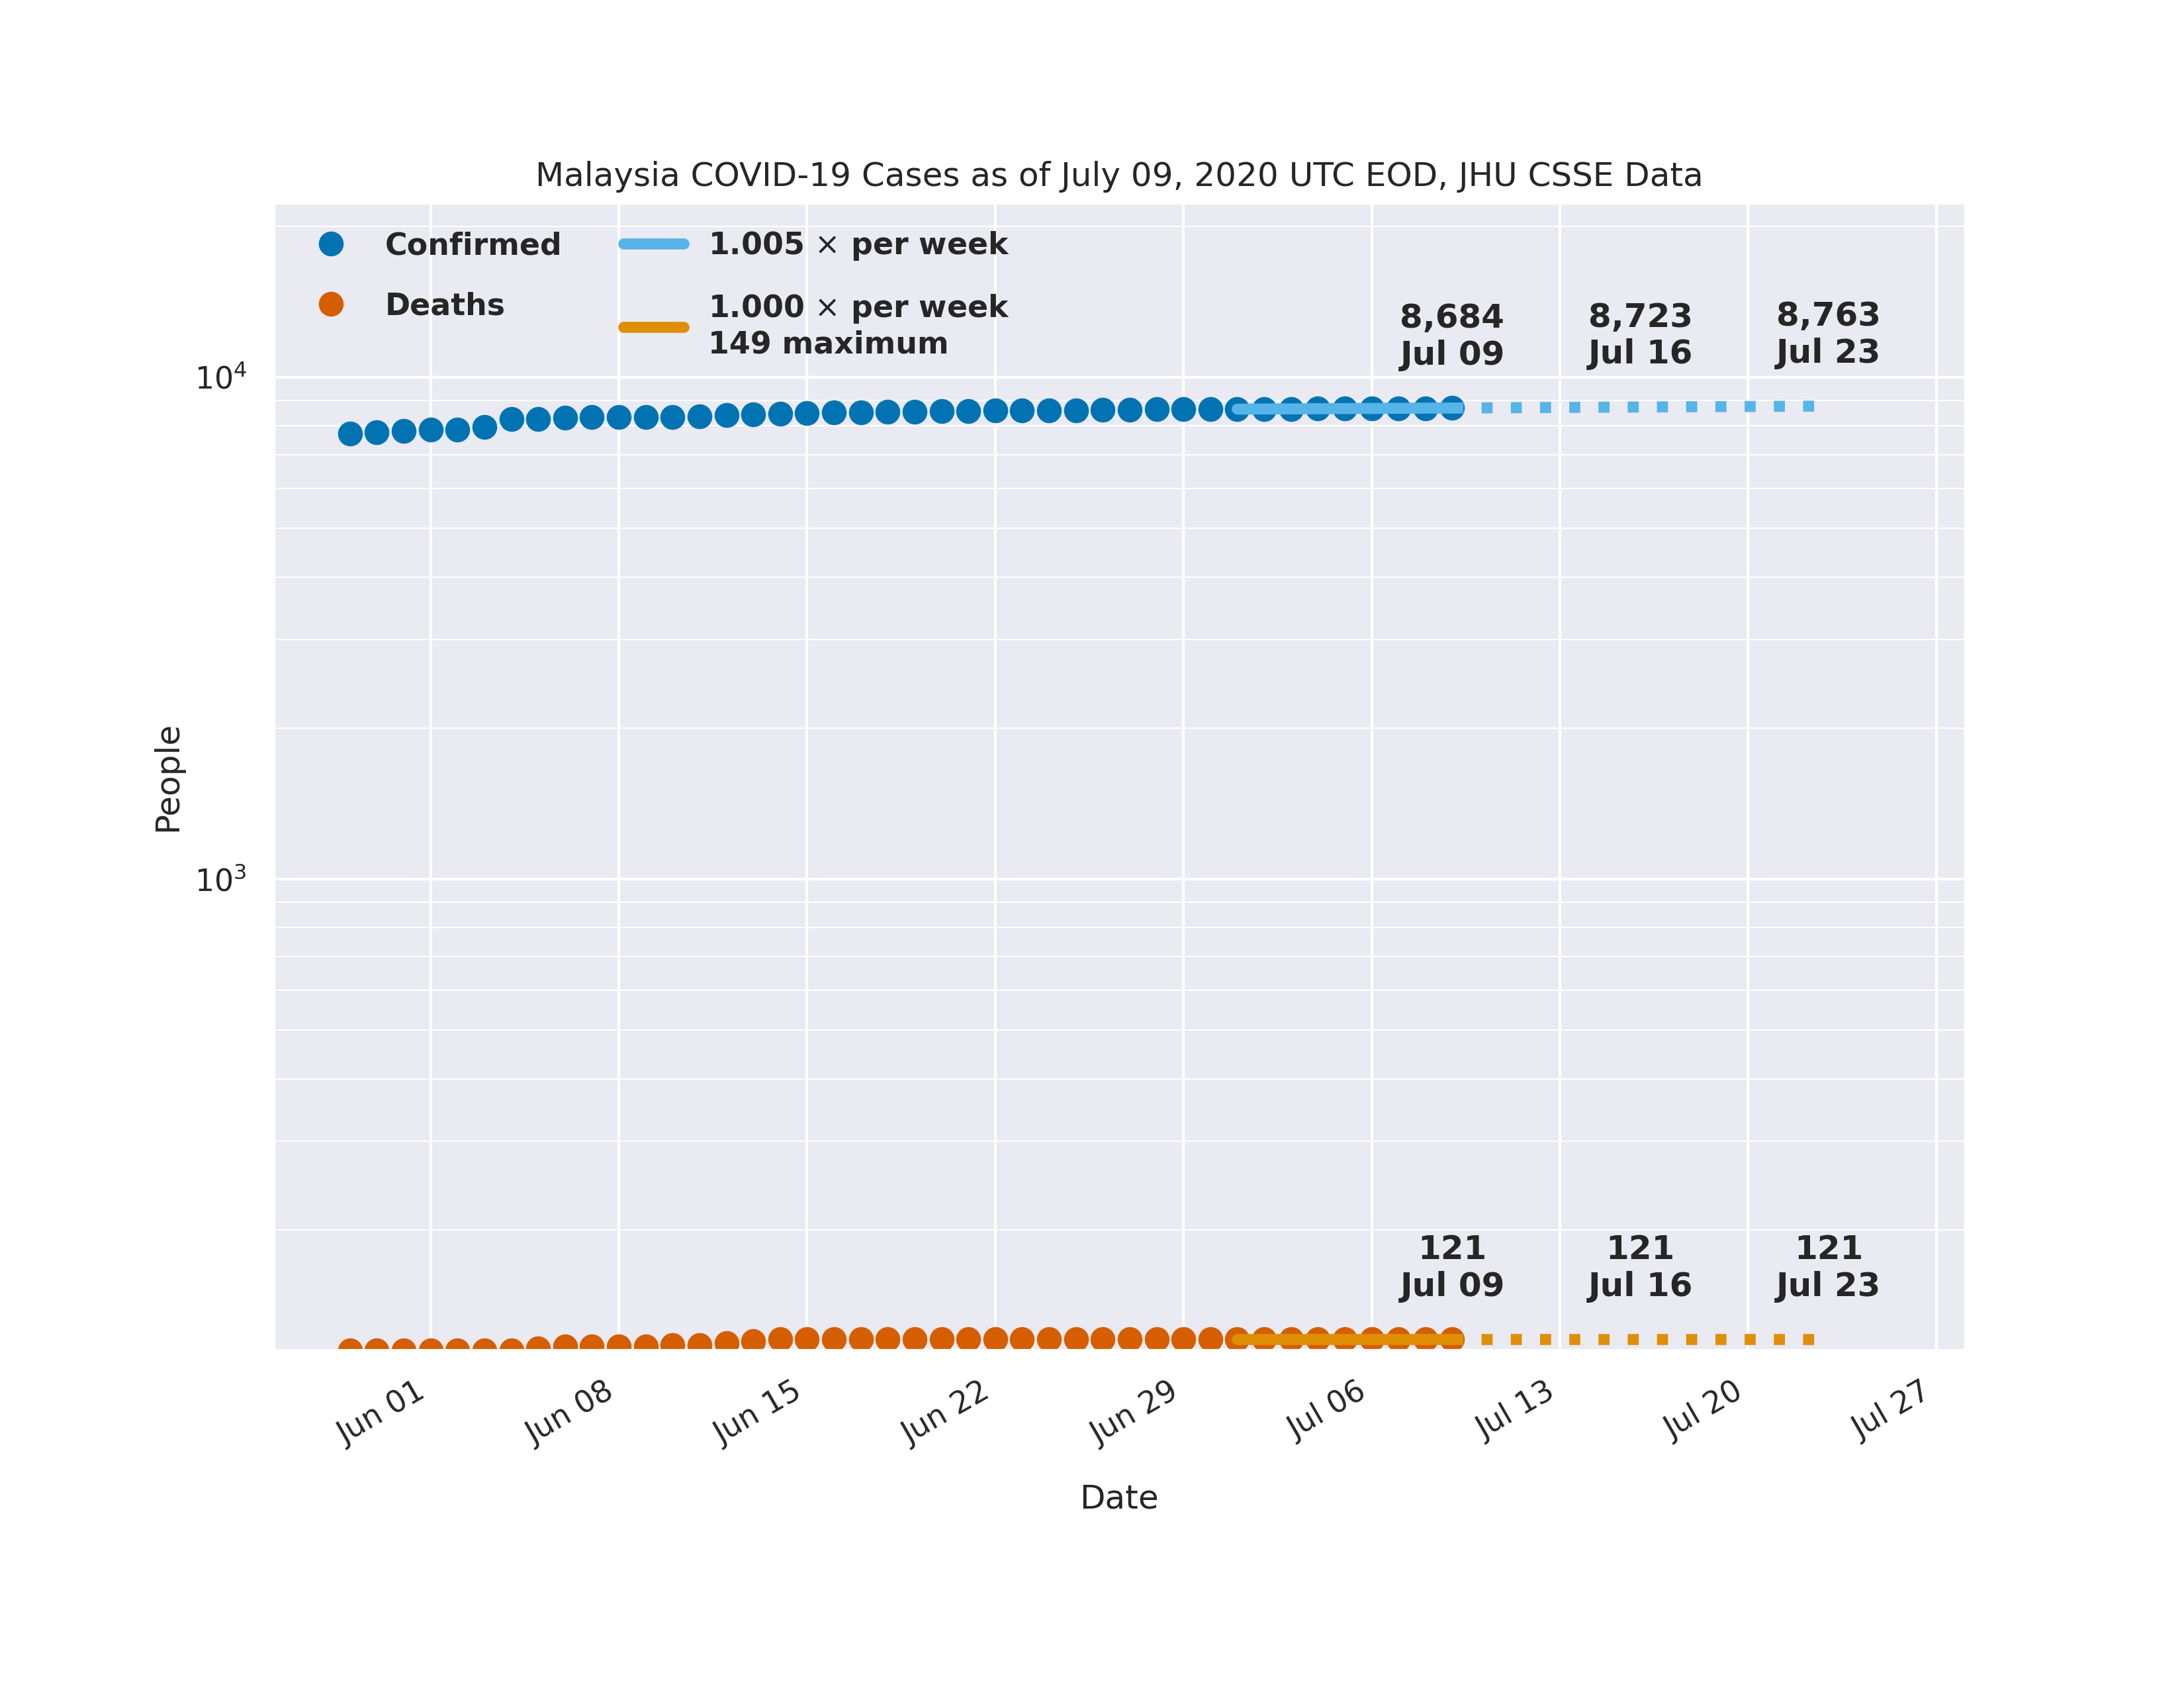 Malaysia COVID-19 Cases as of July 09, 2020 UTC EOD, JHU CSSE Data
Confirmed
Deaths
1.005 × per week
1.000 × per week
149 maximum
8,684
Jul 09
8,723
Jul 16
8,763
Jul 23
10⁴
People
10³
121
Jul 09
121
Jul 16
121
Jul 23
Jun 01
Jun 08
Jun 15
Jun 22
Jun 29
Jul 06
Jul 13
Jul 20
Jul 27
Date